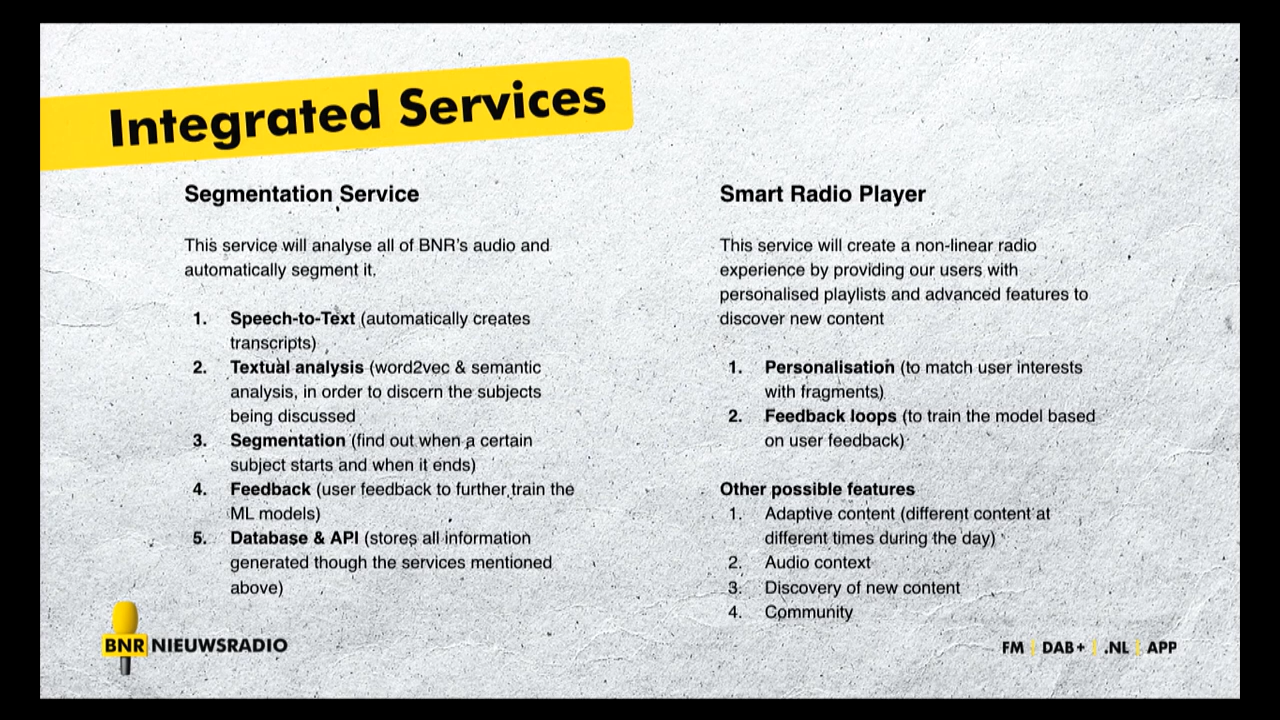 Integrated Services
Segmentation Service
This service will analyse all of BNR's audio and
automatically segment it.
1. Speech-to-Text (automatically creates
transcripts)
2. Textual analysis (word2vec & semantic
analysis, in order to discern the subjects
being discussed
3. Segmentation (find out when a certain
subject starts and when it ends)
4. Feedback (user feedback to further train the
ML models)
5. Database & API (stores all information
generated though the services mentioned
above)
Smart Radio Player
This service will create a non-linear radio
experience by providing our users with
personalised playlists and advanced features to
discover new content
1. Personalisation (to match user interests
with fragments)
2. Feedback loops (to train the model based
on user feedback)
Other possible features
1. Adaptive content (different content at
different times during the day)
2. Audio context
3. Discovery of new content
4. Community
BNR NIEUWSRADIO
FM | DAB+ | .NL | APP